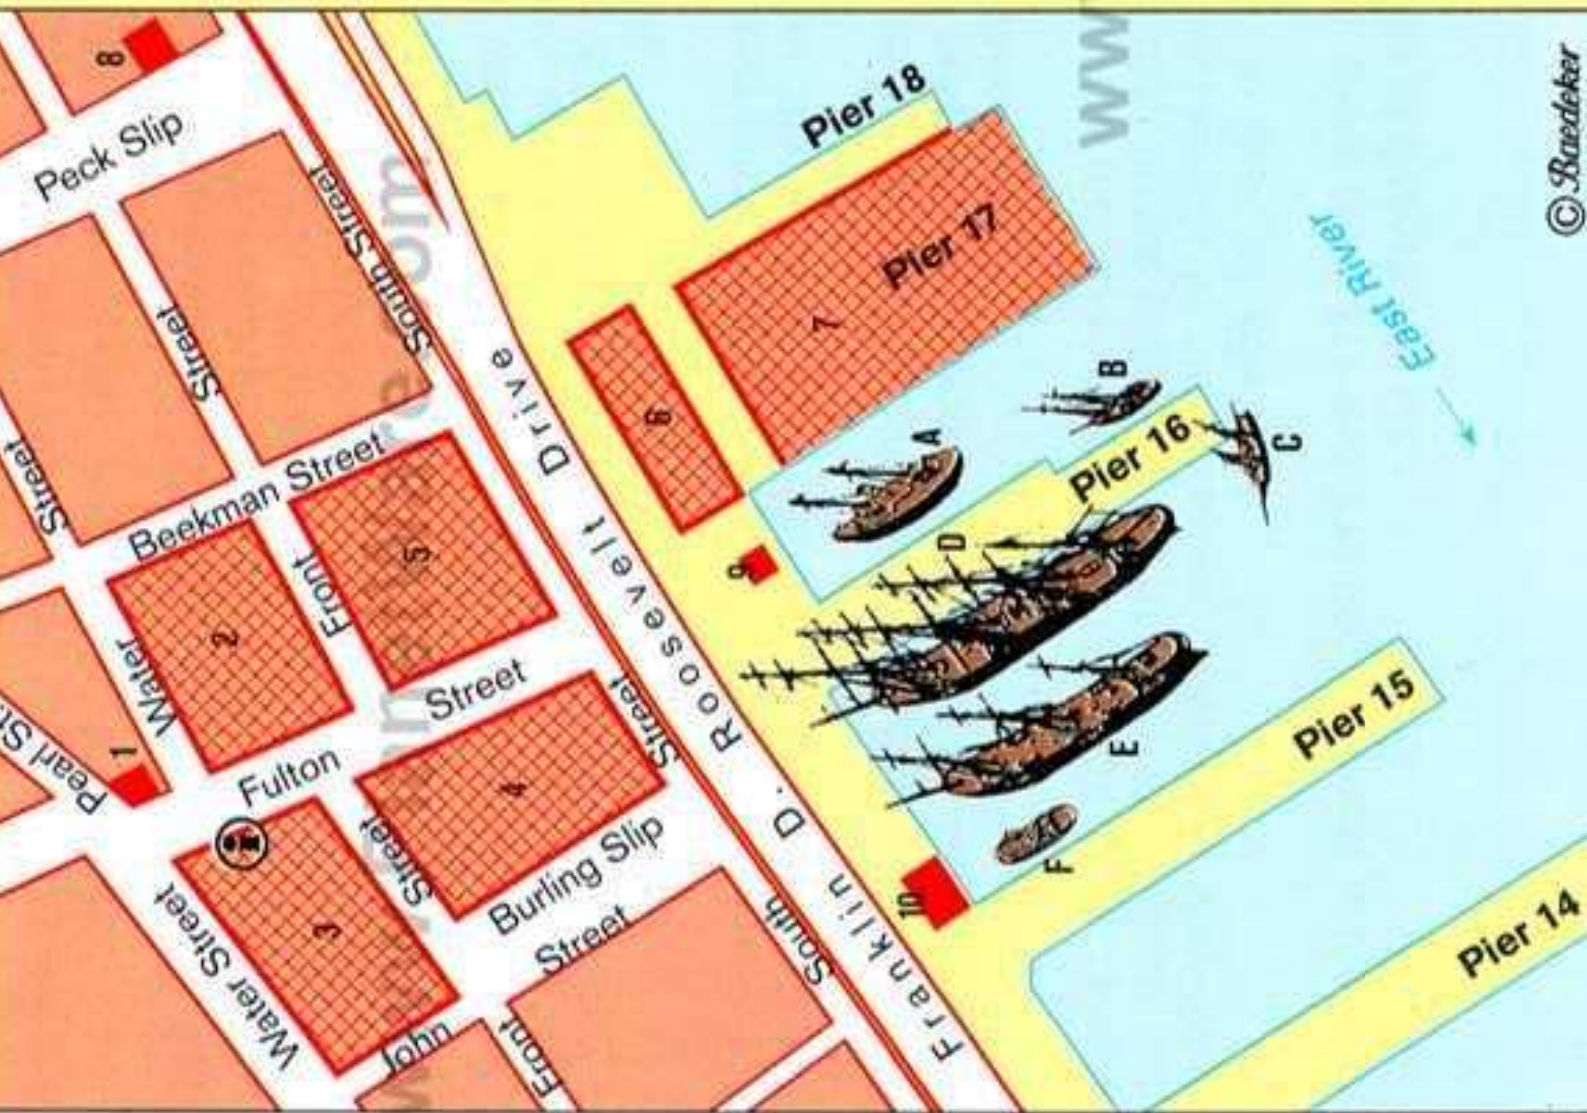 8
Peck Slip
South Street
Street
Street
Drive
Pier 18
Pier 17
7
6
Beekman Street
Front
5
2
Water
Pearl St.
1
Fulton
Street
9
A
B
C
D
E
F
Pier 16
Pier 15
Pier 14
East River
© Baedeker
www
Roosevelt
D.
Franklin
Street
South
4
Street
Burling Slip
Street
Front
John
3
Water Street
10
i